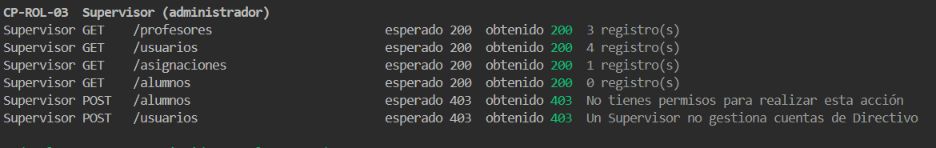 CP-ROL-03 Supervisor (administrador)
Supervisor GET /profesores esperado 200 obtenido 200 3 registro(s)
Supervisor GET /usuarios esperado 200 obtenido 200 4 registro(s)
Supervisor GET /asignaciones esperado 200 obtenido 200 1 registro(s)
Supervisor GET /alumnos esperado 200 obtenido 200 0 registro(s)
Supervisor POST /alumnos esperado 403 obtenido 403 No tienes permisos para realizar esta acción
Supervisor POST /usuarios esperado 403 obtenido 403 Un Supervisor no gestiona cuentas de Directivo